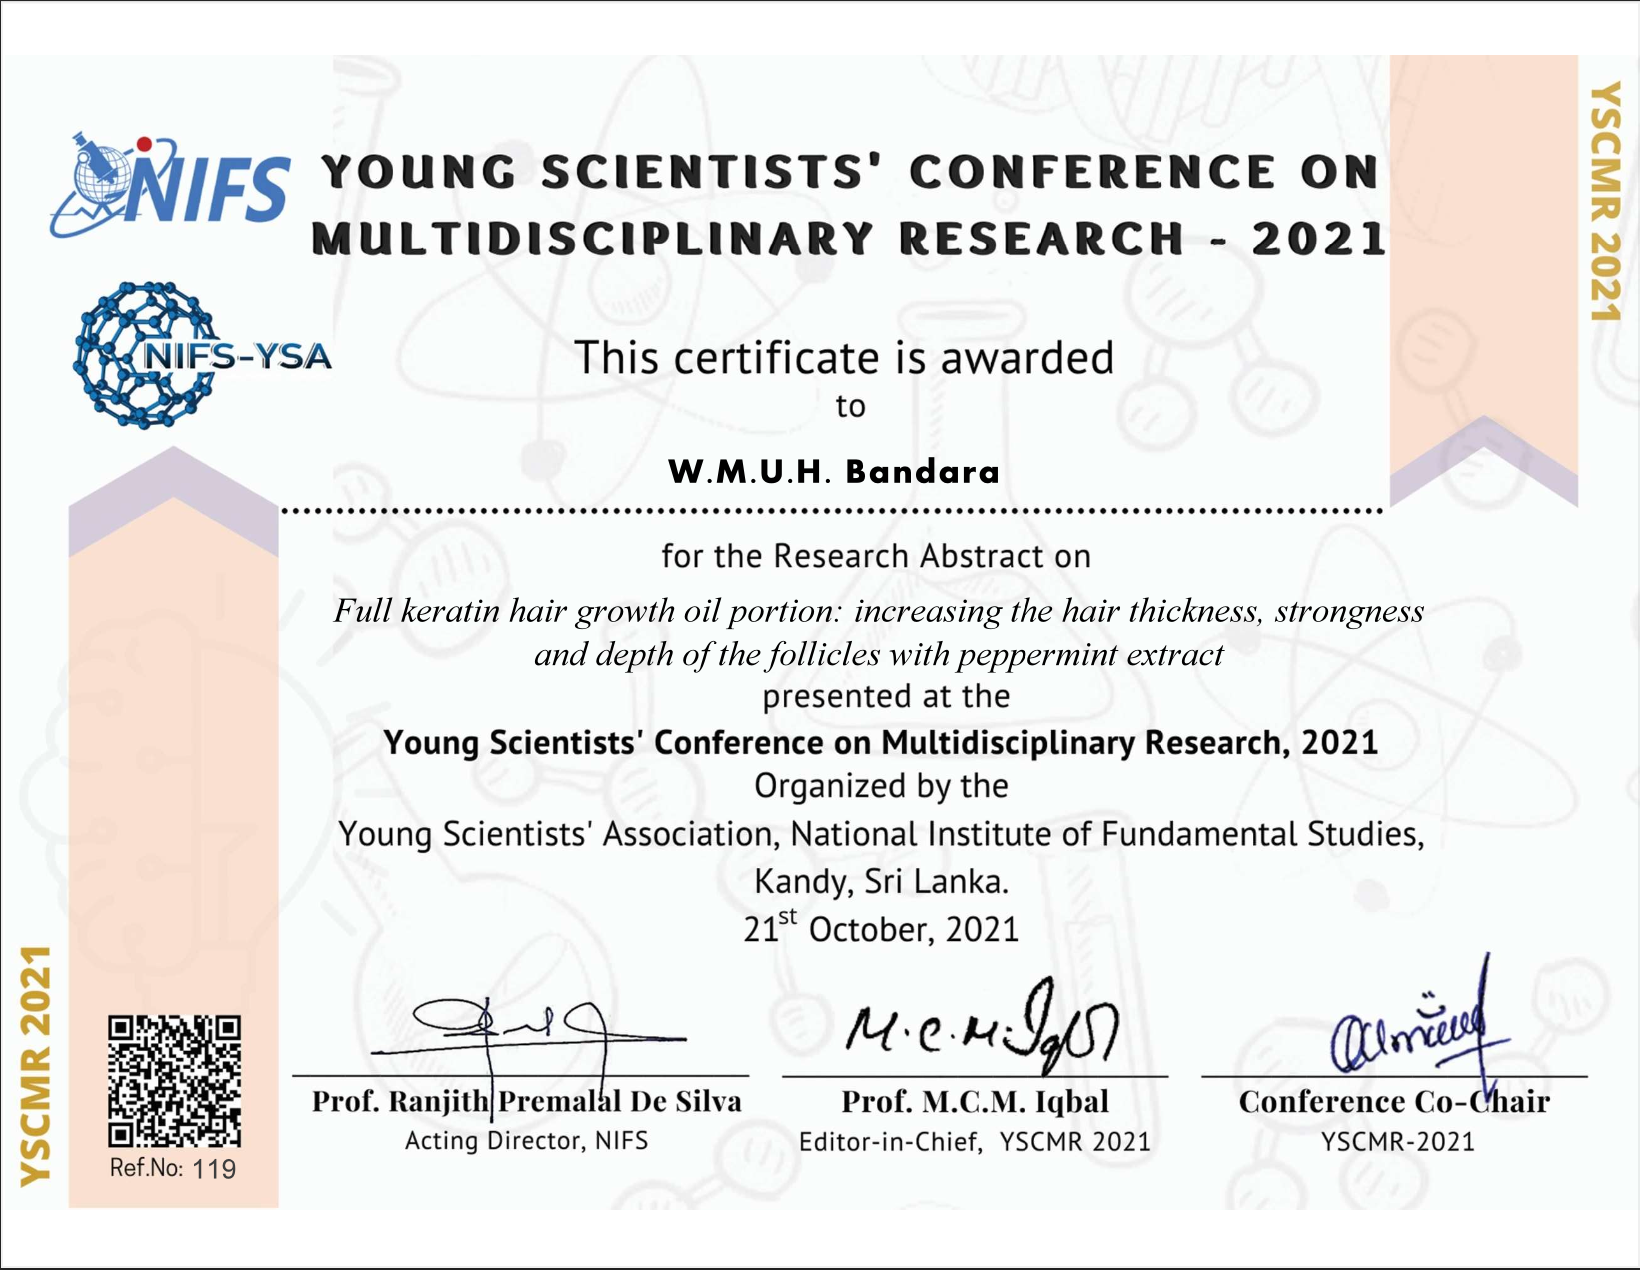 NIFS
YOUNG SCIENTISTS' CONFERENCE ON
MULTIDISCIPLINARY RESEARCH - 2021
YSCMR 2021
NIFS-YSA
This certificate is awarded
to
W.M.U.H. Bandara
for the Research Abstract on
Full keratin hair growth oil portion: increasing the hair thickness, strongness
and depth of the follicles with peppermint extract
presented at the
Young Scientists' Conference on Multidisciplinary Research, 2021
Organized by the
Young Scientists' Association, National Institute of Fundamental Studies,
Kandy, Sri Lanka.
21st October, 2021
YSCMR 2021
M.C.M. Iqbal
Prof. Ranjith Premalal De Silva
Acting Director, NIFS
Prof. M.C.M. Iqbal
Editor-in-Chief, YSCMR 2021
Conference Co-Chair
YSCMR-2021
Ref.No: 119